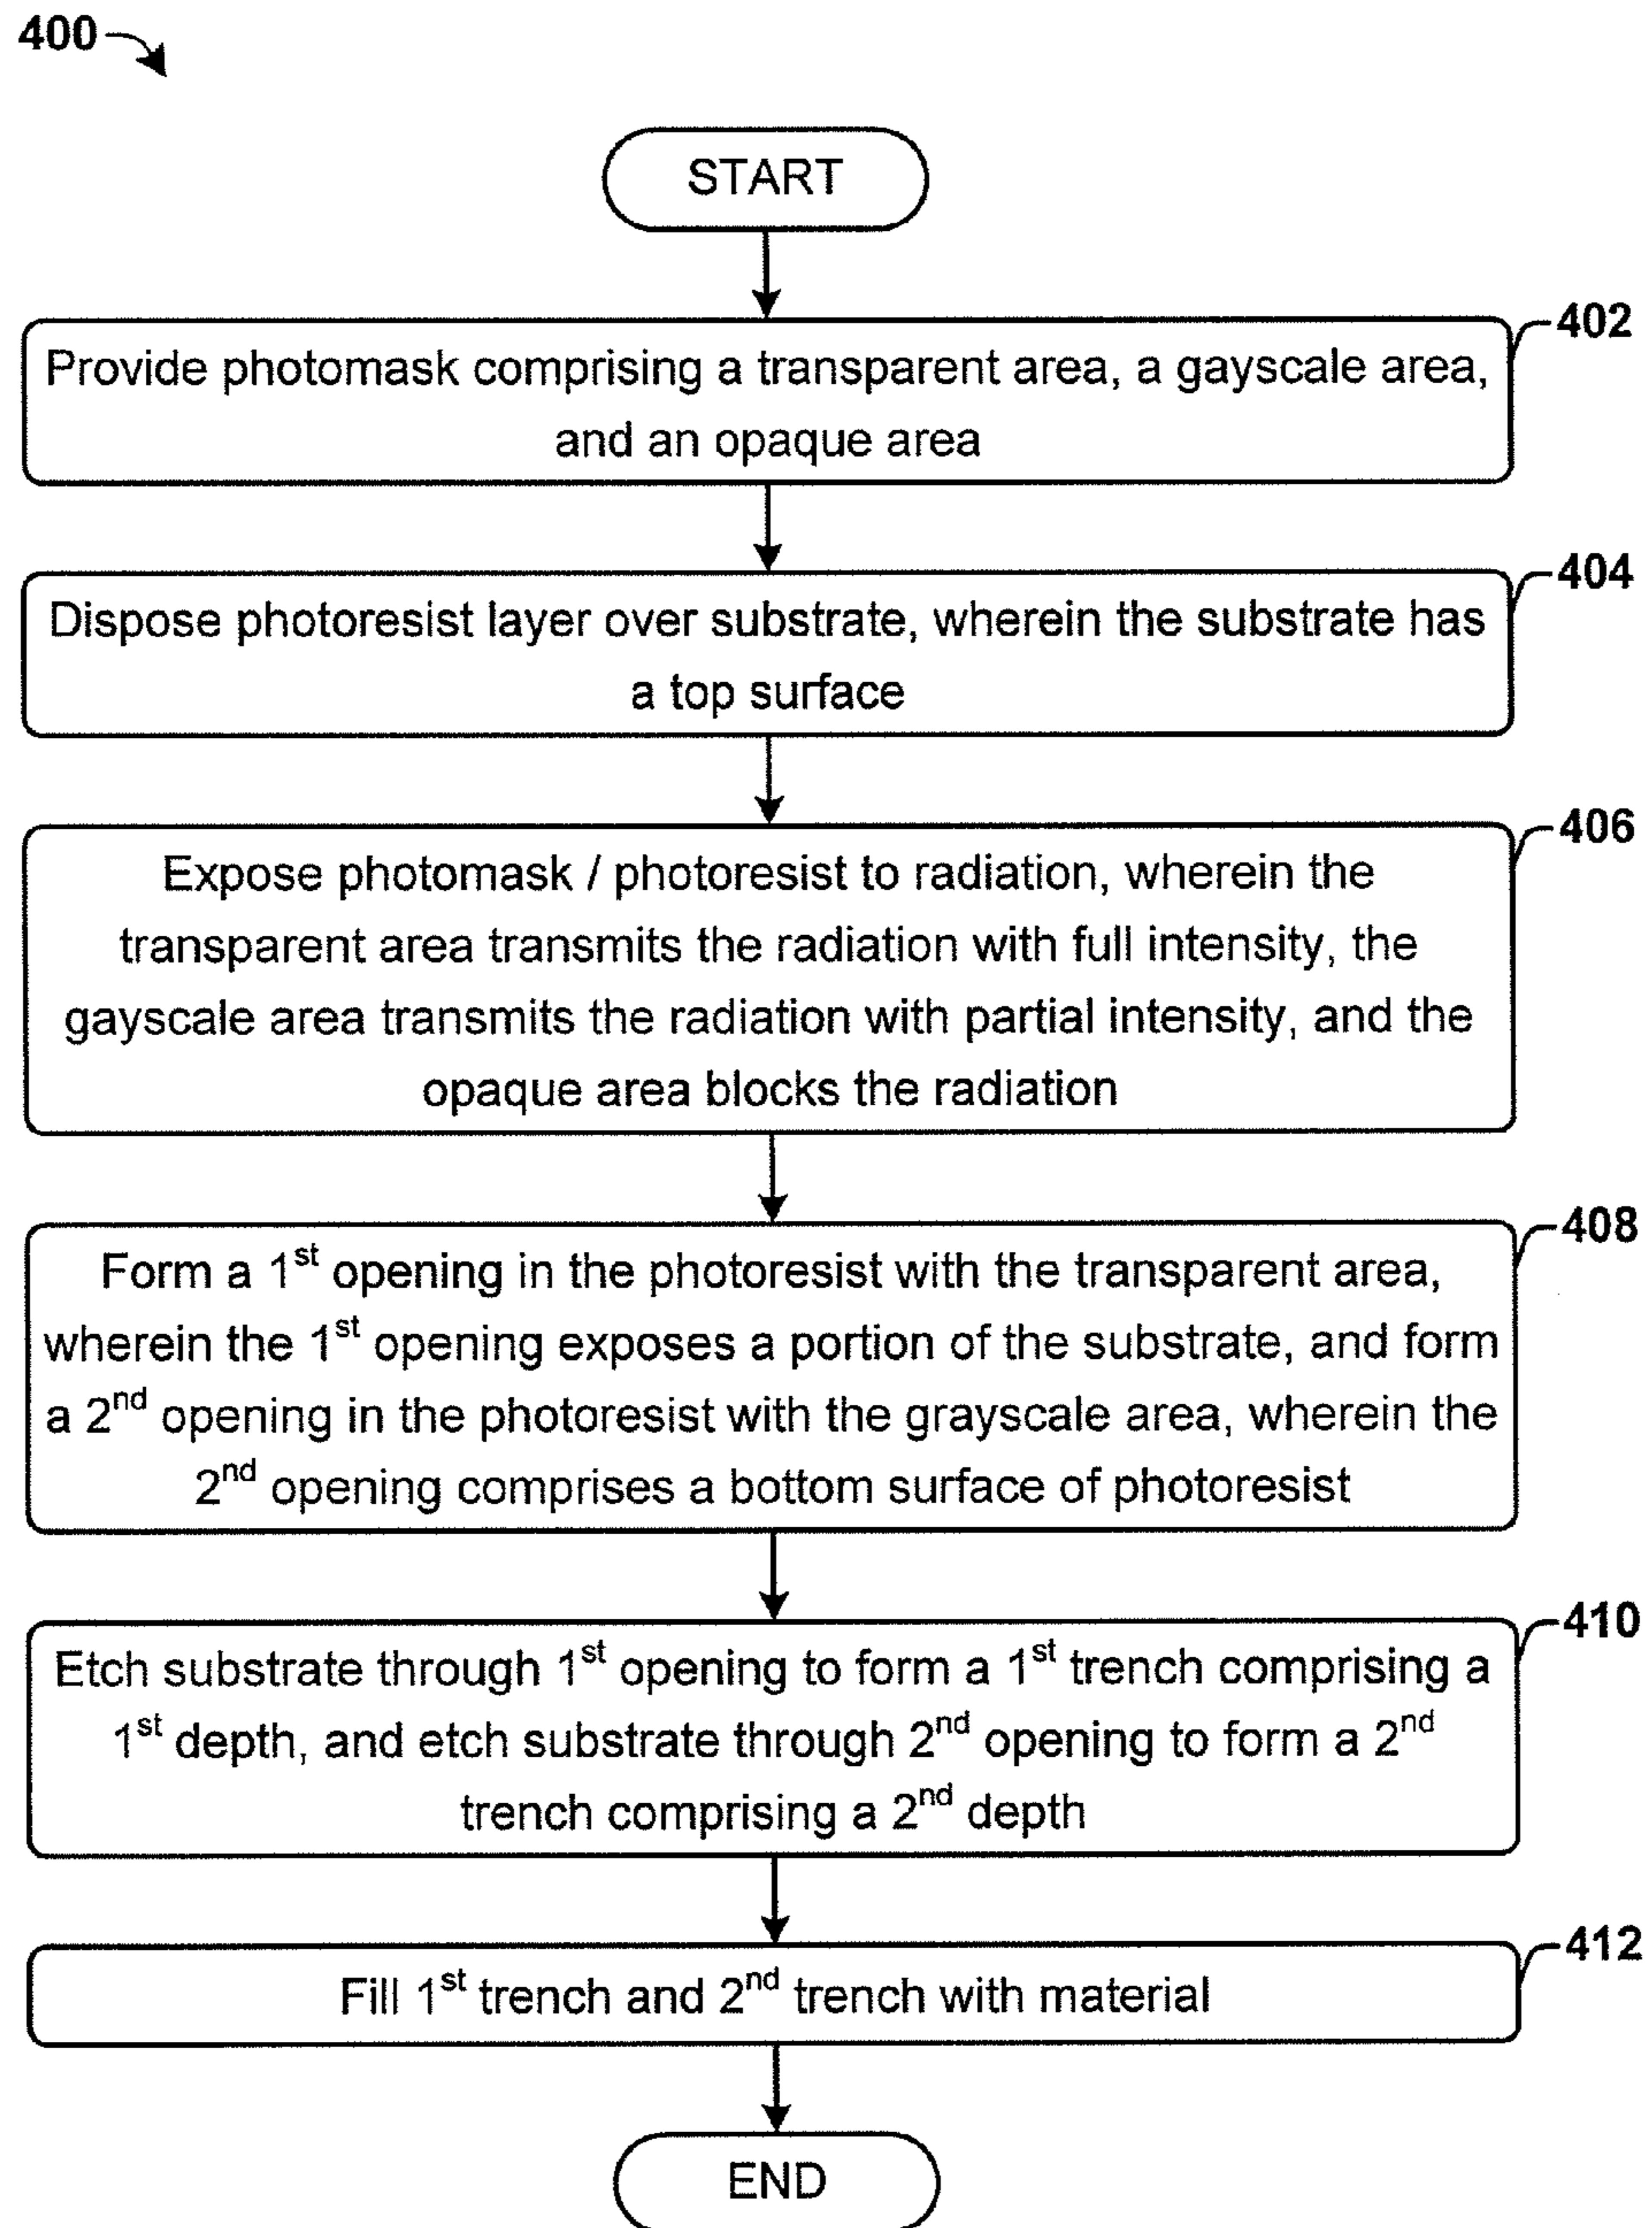 400
START
402
Provide photomask comprising a transparent area, a gayscale area,
and an opaque area
404
Dispose photoresist layer over substrate, wherein the substrate has
a top surface
406
Expose photomask / photoresist to radiation, wherein the
transparent area transmits the radiation with full intensity, the
gayscale area transmits the radiation with partial intensity, and the
opaque area blocks the radiation
408
Form a 1st opening in the photoresist with the transparent area,
wherein the 1st opening exposes a portion of the substrate, and form
a 2nd opening in the photoresist with the grayscale area, wherein the
2nd opening comprises a bottom surface of photoresist
410
Etch substrate through 1st opening to form a 1st trench comprising a
1st depth, and etch substrate through 2nd opening to form a 2nd
trench comprising a 2nd depth
412
Fill 1st trench and 2nd trench with material
END